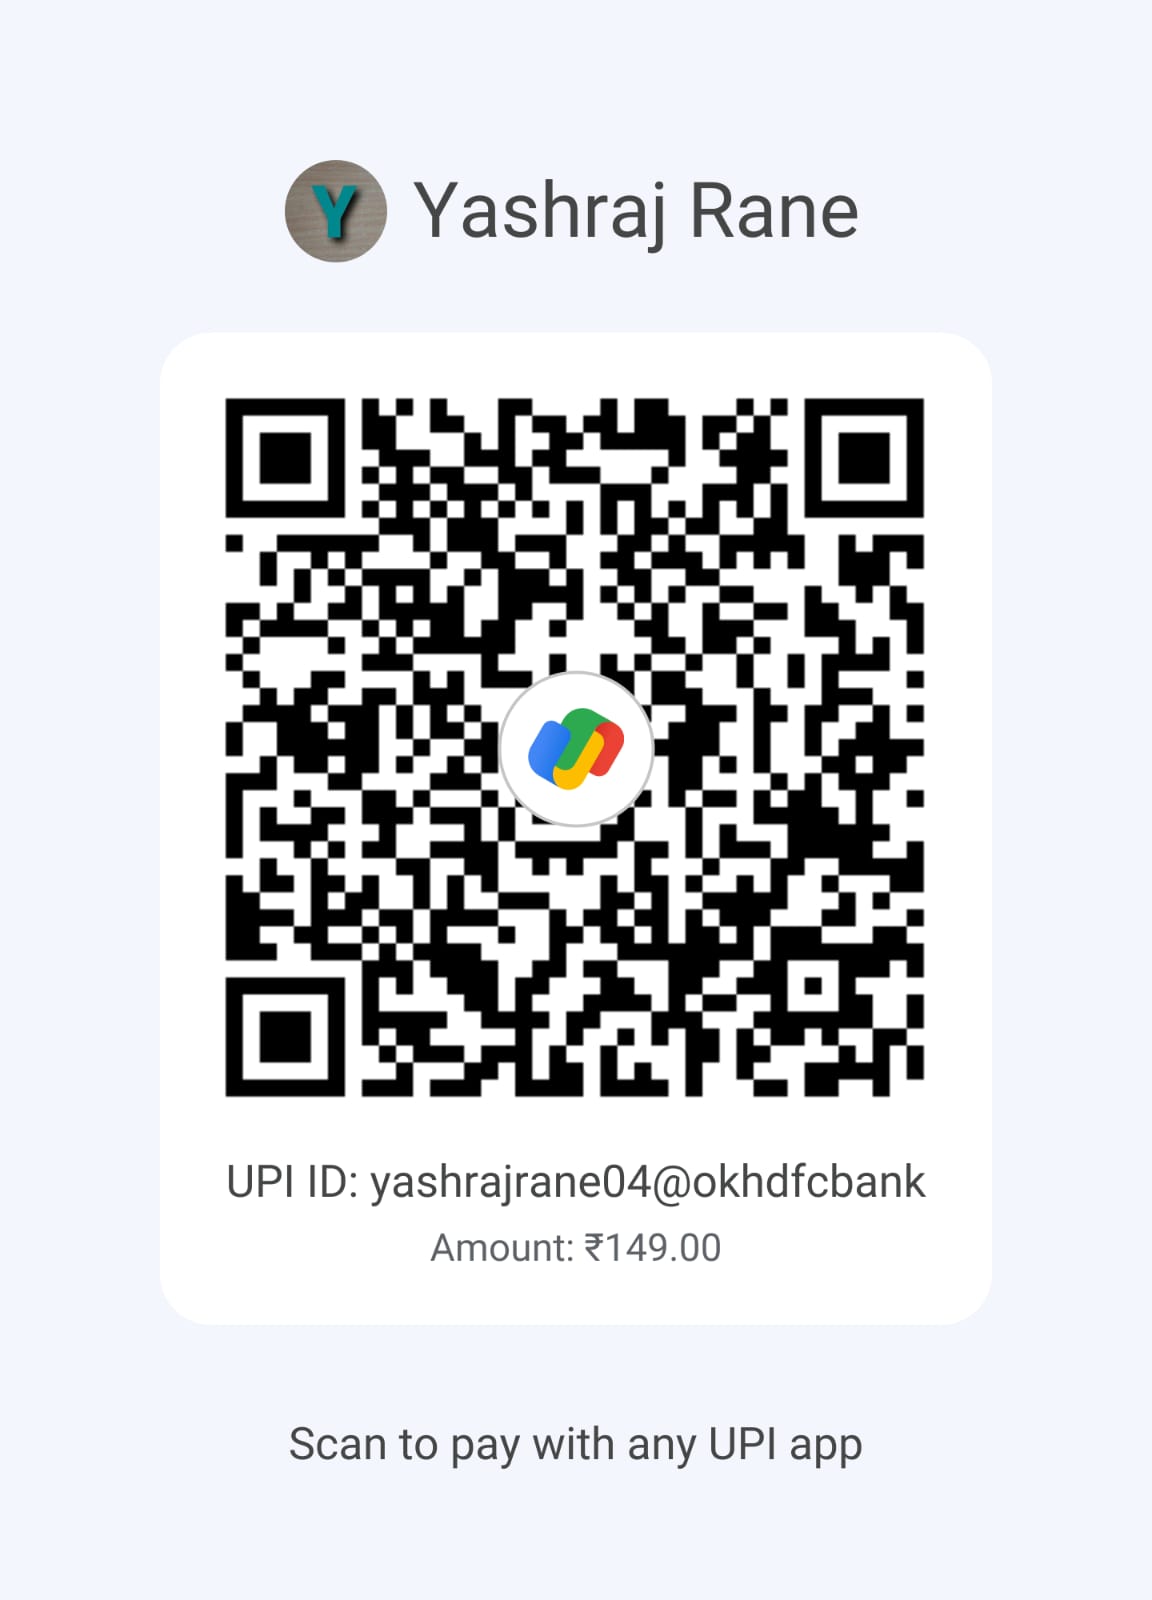 Y Yashraj Rane
UPI ID: yashrajrane04@okhdfcbank
Amount: ₹149.00
Scan to pay with any UPI app